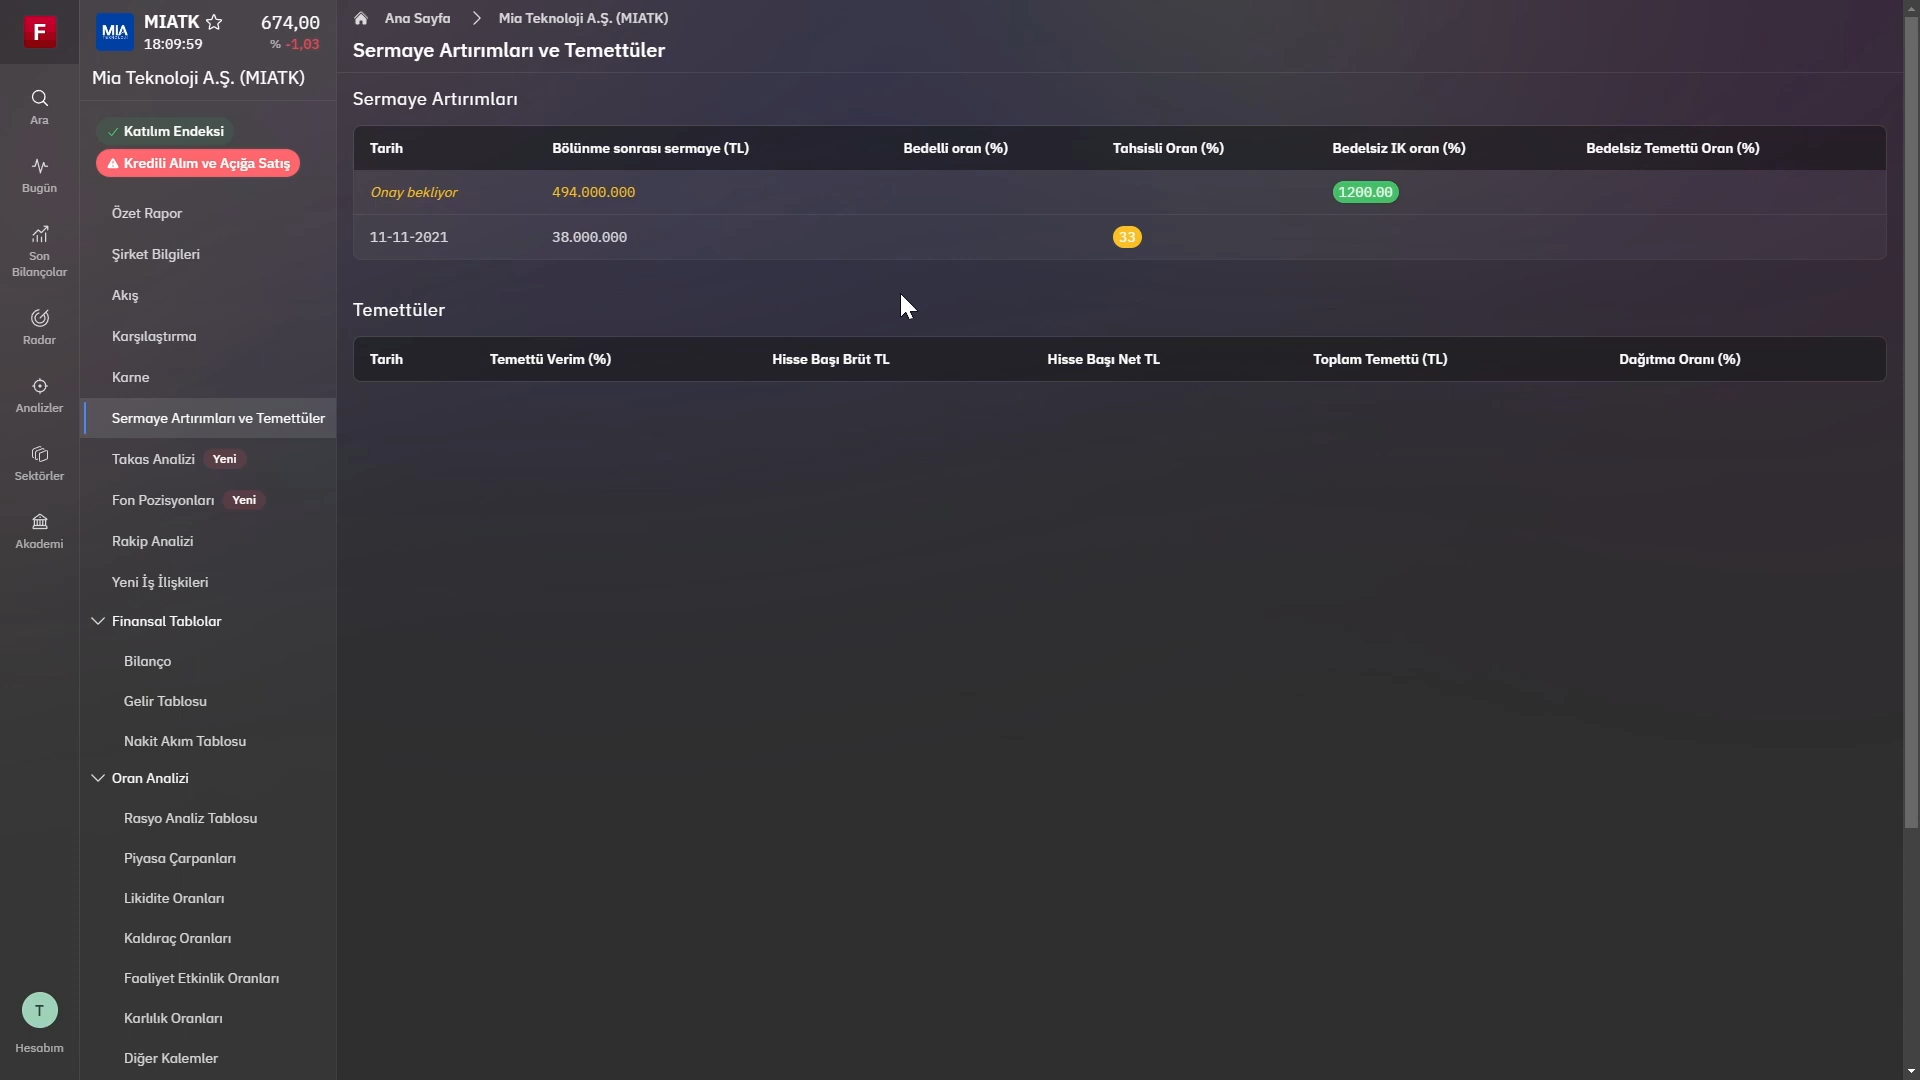 F
Ara
Bugün
Son
Bilançolar
Radar
Analizler
Sektörler
Akademi
T
Hesabım
MIA
MIATK
674,00
18:09:59
% -1,03
Mia Teknoloji A.Ş. (MIATK)
Katılım Endeksi
Kredili Alım ve Açığa Satış
Özet Rapor
Şirket Bilgileri
Akış
Karşılaştırma
Karne
Sermaye Artırımları ve Temettüler
Takas Analizi Yeni
Fon Pozisyonları Yeni
Rakip Analizi
Yeni İş İlişkileri
Finansal Tablolar
Bilanço
Gelir Tablosu
Nakit Akım Tablosu
Oran Analizi
Rasyo Analiz Tablosu
Piyasa Çarpanları
Likidite Oranları
Kaldıraç Oranları
Faaliyet Etkinlik Oranları
Karlılık Oranları
Diğer Kalemler
Ana Sayfa Mia Teknoloji A.Ş. (MIATK)
Sermaye Artırımları ve Temettüler
Sermaye Artırımları
Tarih Bölünme sonrası sermaye (TL) Bedelli oran (%) Tahsisli Oran (%) Bedelsiz IK oran (%) Bedelsiz Temettü Oran (%)
Onay bekliyor 494.000.000 1200.00
11-11-2021 38.000.000 33
Temettüler
Tarih Temettü Verim (%) Hisse Başı Brüt TL Hisse Başı Net TL Toplam Temettü (TL) Dağıtma Oranı (%)